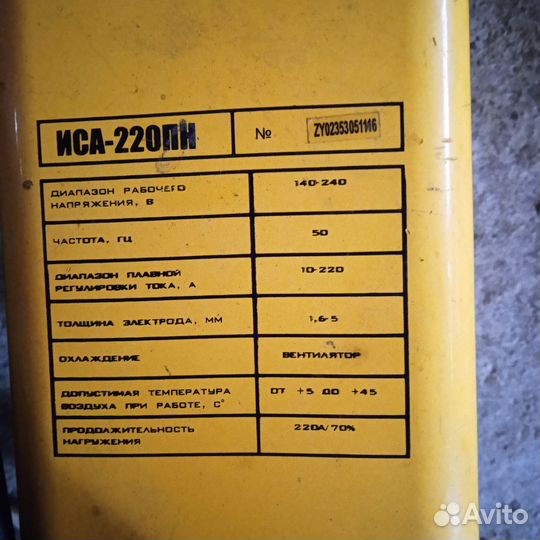 ИСА-220ПН № ZY02353051146
ДИАПАЗОН РАБОЧЕГО
НАПРЯЖЕНИЯ, В 140-240
ЧАСТОТА, ГЦ 50
ДИАПАЗОН ПЛАВНОЙ
РЕГУЛИРОВКИ ТОКА, А 10-220
ТОЛЩИНА ЭЛЕКТРОДА, ММ 1,6-5
ОХЛАЖДЕНИЕ ВЕНТИЛЯТОР
ДОПУСТИМАЯ ТЕМПЕРАТУРА
ВОЗДУХА ПРИ РАБОТЕ, С° ОТ +5 ДО +45
ПРОДОЛЖИТЕЛЬНОСТЬ
НАГРУЖЕНИЯ 220А/70%
Avito